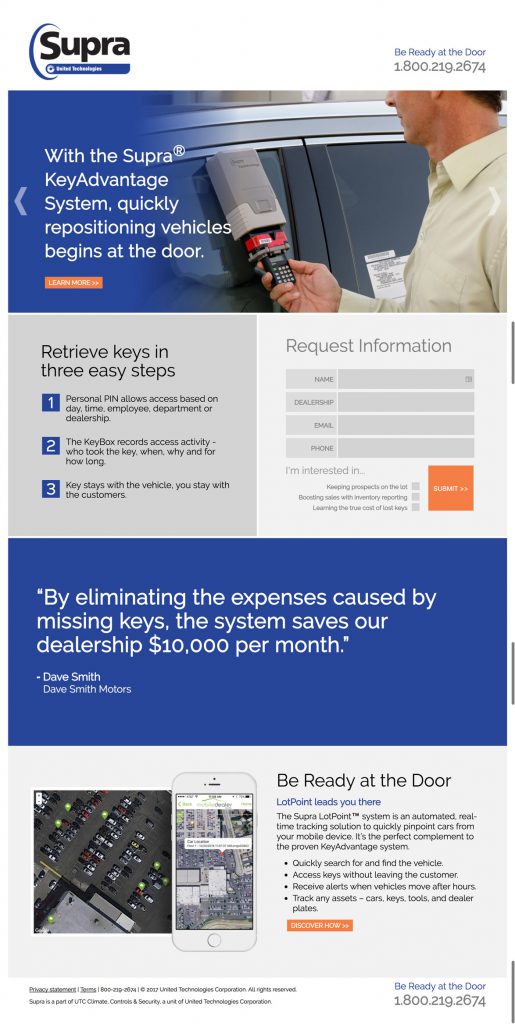 Supra
United Technologies
Be Ready at the Door
1.800.219.2674
With the Supra®
KeyAdvantage
System, quickly
repositioning vehicles
begins at the door.
LEARN MORE >>
Retrieve keys in
three easy steps
1 Personal PIN allows access based on
day, time, employee, department or
dealership.
2 The KeyBox records access activity -
who took the key, when, why and for
how long.
3 Key stays with the vehicle, you stay with
the customers.
Request Information
NAME
DEALERSHIP
EMAIL
PHONE
I'm interested in...
Keeping prospects on the lot
Boosting sales with inventory reporting
Learning the true cost of lost keys
SUBMIT >>
“By eliminating the expenses caused by
missing keys, the system saves our
dealership $10,000 per month.”
- Dave Smith
Dave Smith Motors
Be Ready at the Door
LotPoint leads you there
The Supra LotPoint™ system is an automated, real-
time tracking solution to quickly pinpoint cars from
your mobile device. It's the perfect complement to
the proven KeyAdvantage system.
• Quickly search for and find the vehicle.
• Access keys without leaving the customer.
• Receive alerts when vehicles move after hours.
• Track any assets – cars, keys, tools, and dealer
plates.
DISCOVER HOW >>
Back
mobiledealer
Home
Car Location
Google
Privacy statement | Terms | 800-219-2674 | © 2017 United Technologies Corporation. All rights reserved.
Supra is a part of UTC Climate, Controls & Security, a unit of United Technologies Corporation.
Be Ready at the Door
1.800.219.2674